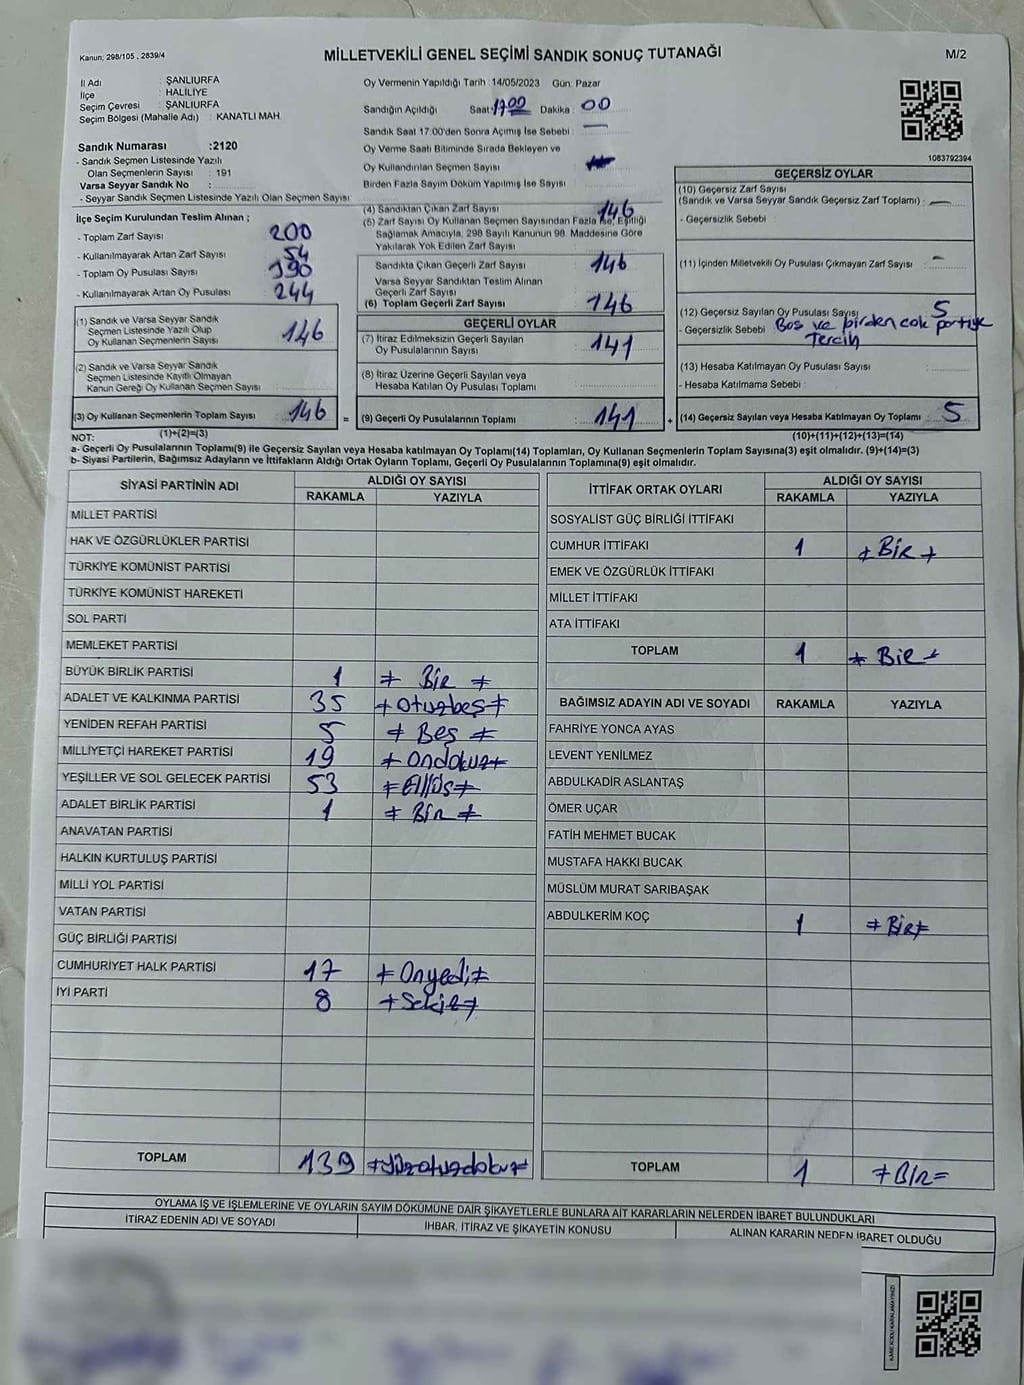 Kanun, 298/105 , 2839/4
MİLLETVEKİLİ GENEL SEÇİMİ SANDIK SONUÇ TUTANAĞI
M/2
İl Adı : ŞANLIURFA
İlçe : HALİLİYE
Seçim Çevresi : ŞANLIURFA
Seçim Bölgesi (Mahalle Adı) : KANATLI MAH.
Sandık Numarası :2120
- Sandık Seçmen Listesinde Yazılı
Olan Seçmenlerin Sayısı : 191
Varsa Seyyar Sandık No :
- Seyyar Sandık Seçmen Listesinde Yazılı Olan Seçmen Sayısı
Oy Vermenin Yapıldığı Tarih : 14/05/2023 Gün: Pazar
Sandığın Açıldığı Saat: 17.00 Dakika : 00
Sandık Saat 17.00'den Sonra Açımış İse Sebebi : —
Oy Verme Saati Bitiminde Sırada Bekleyen ve
Oy Kullandırılan Seçmen Sayısı
Birden Fazla Sayım Döküm Yapılmış İse Sayısı
1083792394
İlçe Seçim Kurulundan Teslim Alınan ;
- Toplam Zarf Sayısı 200
- Kullanılmayarak Artan Zarf Sayısı 54
- Toplam Oy Pusulası Sayısı 390
- Kullanılmayarak Artan Oy Pusulası 244
(1) Sandık ve Varsa Seyyar Sandık
Seçmen Listesinde Yazılı Olup
Oy Kullanan Seçmenlerin Sayısı 146
(2) Sandık ve Varsa Seyyar Sandık
Seçmen Listesinde Kayıtlı Olmayan
Kanun Gereği Oy Kullanan Seçmen Sayısı
(3) Oy Kullanan Seçmenlerin Toplam Sayısı 146 =
(1)+(2)=(3)
(4) Sandıktan Çıkan Zarf Sayısı 146
(5) Zarf Sayısı Oy Kullanan Seçmen Sayısından Fazla İse, Eşitliği
Sağlamak Amacıyla, 298 Sayılı Kanunun 98. Maddesine Göre
Yakılarak Yok Edilen Zarf Sayısı
Sandıkta Çıkan Geçerli Zarf Sayısı 146
Varsa Seyyar Sandıktan Teslim Alınan
Geçerli Zarf Sayısı
(6) Toplam Geçerli Zarf Sayısı 146
GEÇERLİ OYLAR
(7) İtiraz Edilmeksizin Geçerli Sayılan
Oy Pusulalarının Sayısı 141
(8) İtiraz Üzerine Geçerli Sayılan veya
Hesaba Katılan Oy Pusulası Toplamı
(9) Geçerli Oy Pusulalarının Toplamı 141 +
GEÇERSİZ OYLAR
(10) Geçersiz Zarf Sayısı
(Sandık ve Varsa Seyyar Sandık Geçersiz Zarf Toplamı) : —
- Geçersizlik Sebebi :
(11) İçinden Milletvekili Oy Pusulası Çıkmayan Zarf Sayısı : —
(12) Geçersiz Sayılan Oy Pusulası Sayısı 5
- Geçersizlik Sebebi Boş ve birden çok partiye
Tercih
(13) Hesaba Katılmayan Oy Pusulası Sayısı :
- Hesaba Katılmama Sebebi :
(14) Geçersiz Sayılan veya Hesaba Katılmayan Oy Toplamı 5
(10)+(11)+(12)+(13)=(14)
NOT:
a- Geçerli Oy Pusulalarının Toplamı(9) ile Geçersiz Sayılan veya Hesaba katılmayan Oy Toplamı(14) Toplamları, Oy Kullanan Seçmenlerin Toplam Sayısına(3) eşit olmalıdır. (9)+(14)=(3)
b- Siyasi Partilerin, Bağımsız Adayların ve İttifakların Aldığı Ortak Oyların Toplamı, Geçerli Oy Pusulalarının Toplamına(9) eşit olmalıdır.
SİYASİ PARTİNİN ADI ALDIĞI OY SAYISI
RAKAMLA YAZIYLA
MİLLET PARTİSİ
HAK VE ÖZGÜRLÜKLER PARTİSİ
TÜRKİYE KOMÜNİST PARTİSİ
TÜRKİYE KOMÜNİST HAREKETİ
SOL PARTİ
MEMLEKET PARTİSİ
BÜYÜK BİRLİK PARTİSİ 1 Bir
ADALET VE KALKINMA PARTİSİ 35 otuzbeş
YENİDEN REFAH PARTİSİ 5 Beş
MİLLİYETÇİ HAREKET PARTİSİ 19 ondokuz
YEŞİLLER VE SOL GELECEK PARTİSİ 53 Elliüç
ADALET BİRLİK PARTİSİ 1 Bir
ANAVATAN PARTİSİ
HALKIN KURTULUŞ PARTİSİ
MİLLİ YOL PARTİSİ
VATAN PARTİSİ
GÜÇ BİRLİĞİ PARTİSİ
CUMHURİYET HALK PARTİSİ 17 Onyedi
İYİ PARTİ 8 Sekiz
TOPLAM 139 Yüzotuzdokuz
İTTİFAK ORTAK OYLARI ALDIĞI OY SAYISI
RAKAMLA YAZIYLA
SOSYALİST GÜÇ BİRLİĞİ İTTİFAKI
CUMHUR İTTİFAKI 1 Bir
EMEK VE ÖZGÜRLÜK İTTİFAKI
MİLLET İTTİFAKI
ATA İTTİFAKI
TOPLAM 1 Bir
BAĞIMSIZ ADAYIN ADI VE SOYADI RAKAMLA YAZIYLA
FAHRİYE YONCA AYAS
LEVENT YENİLMEZ
ABDULKADİR ASLANTAŞ
ÖMER UÇAR
FATİH MEHMET BUCAK
MUSTAFA HAKKI BUCAK
MÜSLÜM MURAT SARIBAŞAK
ABDULKERİM KOÇ 1 Bir
TOPLAM 1 BİR
OYLAMA İŞ VE İŞLEMLERİNE VE OYLARIN SAYIM DÖKÜMÜNE DAİR ŞİKAYETLERLE BUNLARA AİT KARARLARIN NELERDEN İBARET BULUNDUKLARI
İTİRAZ EDENİN ADI VE SOYADI
İHBAR, İTİRAZ VE ŞİKAYETİN KONUSU
ALINAN KARARIN NEDEN İBARET OLDUĞU
KARE KODU KARALAMAYINIZ!